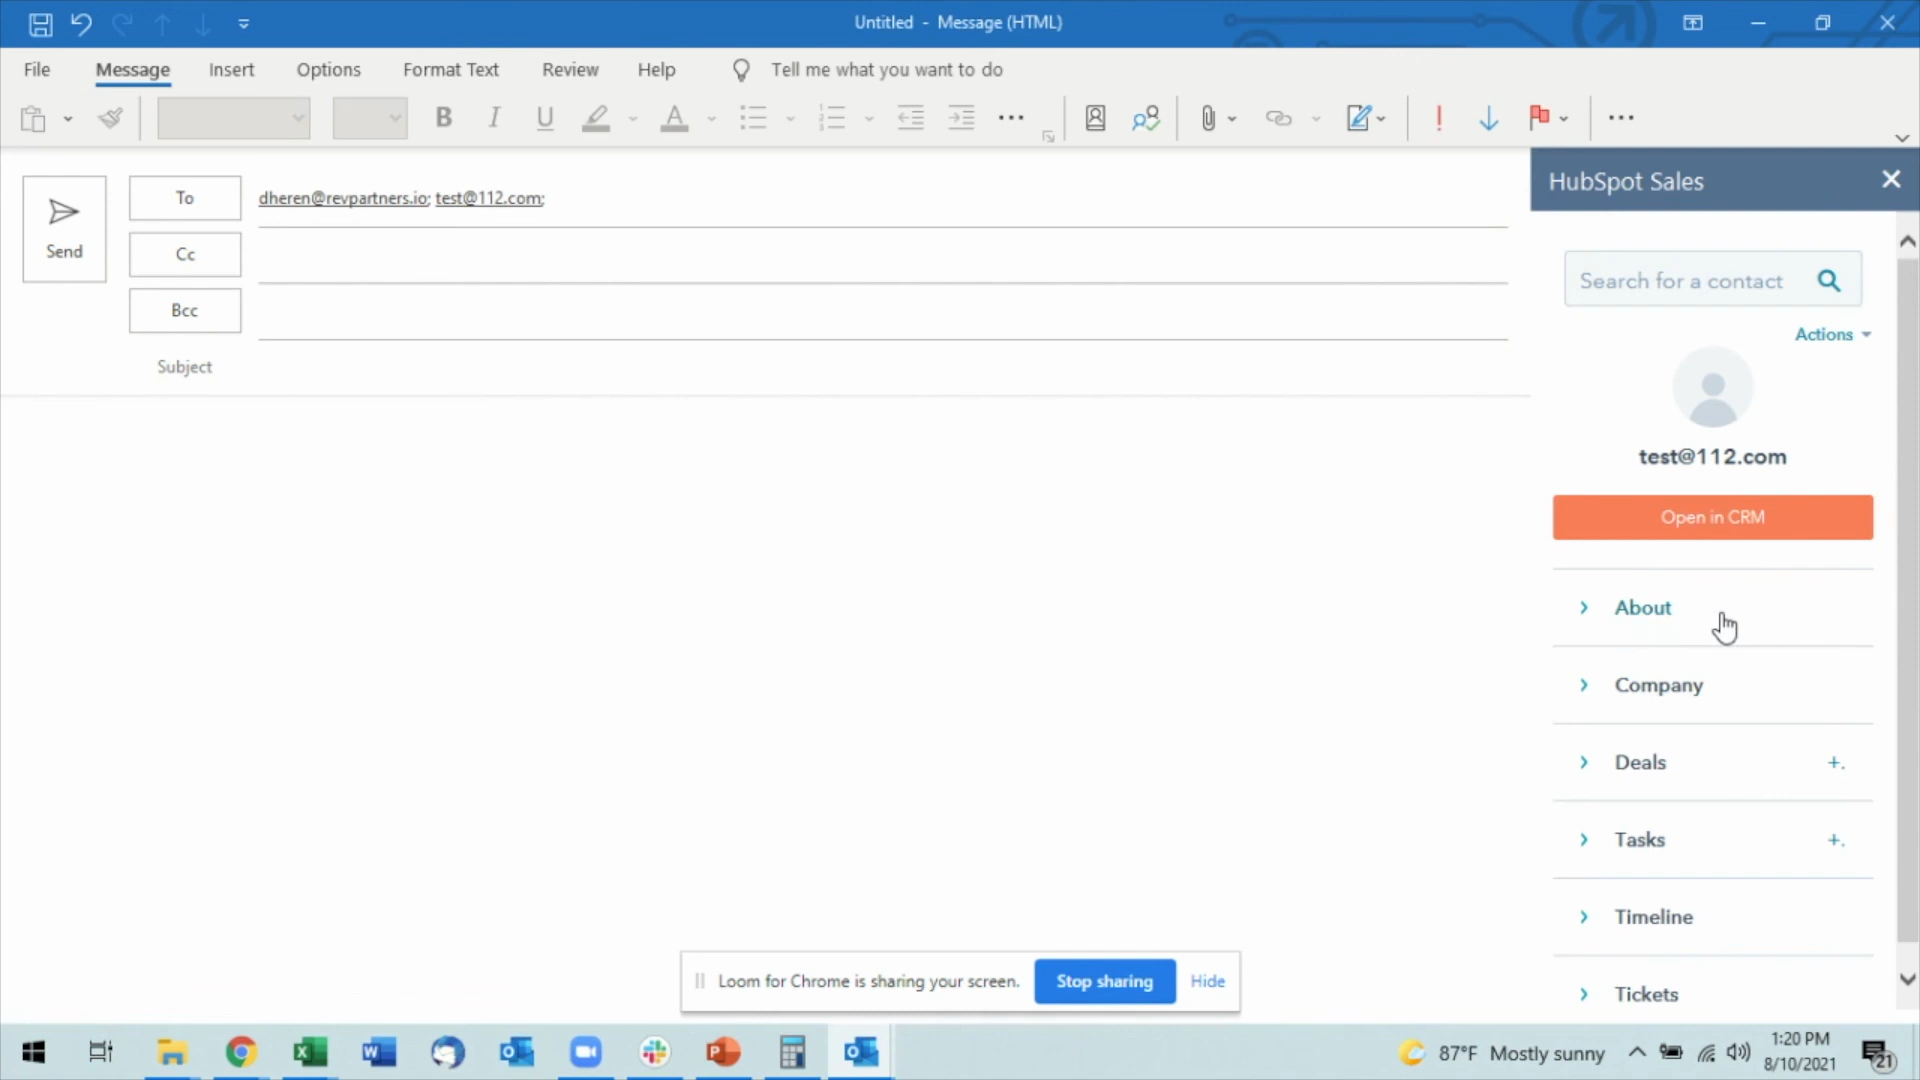 Untitled - Message (HTML)
File Message Insert Options Format Text Review Help Tell me what you want to do
B I U A
HubSpot Sales
Send
To dheren@revpartners.io; test@112.com;
Cc
Bcc
Subject
Search for a contact
Actions
test@112.com
Open in CRM
About
Company
Deals +.
Tasks +.
Timeline
Tickets
Loom for Chrome is sharing your screen. Stop sharing Hide
87°F Mostly sunny
1:20 PM
8/10/2021
21